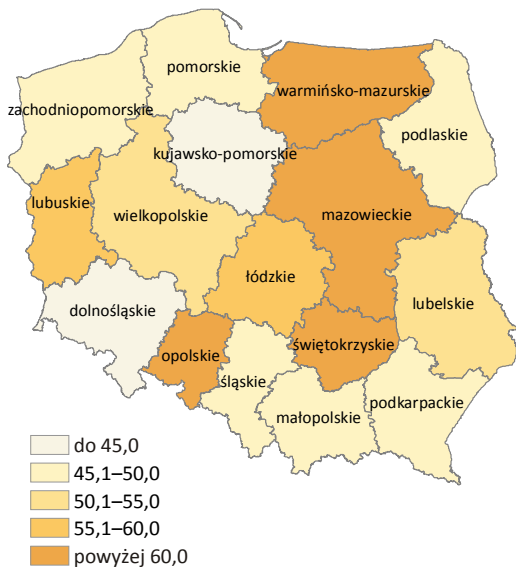 pomorskie
warmińsko-mazurskie
zachodniopomorskie
podlaskie
kujawsko-pomorskie
lubuskie
wielkopolskie
mazowieckie
łódzkie
lubelskie
dolnośląskie
opolskie
świętokrzyskie
śląskie
podkarpackie
małopolskie
do 45,0
45,1–50,0
50,1–55,0
55,1–60,0
powyżej 60,0